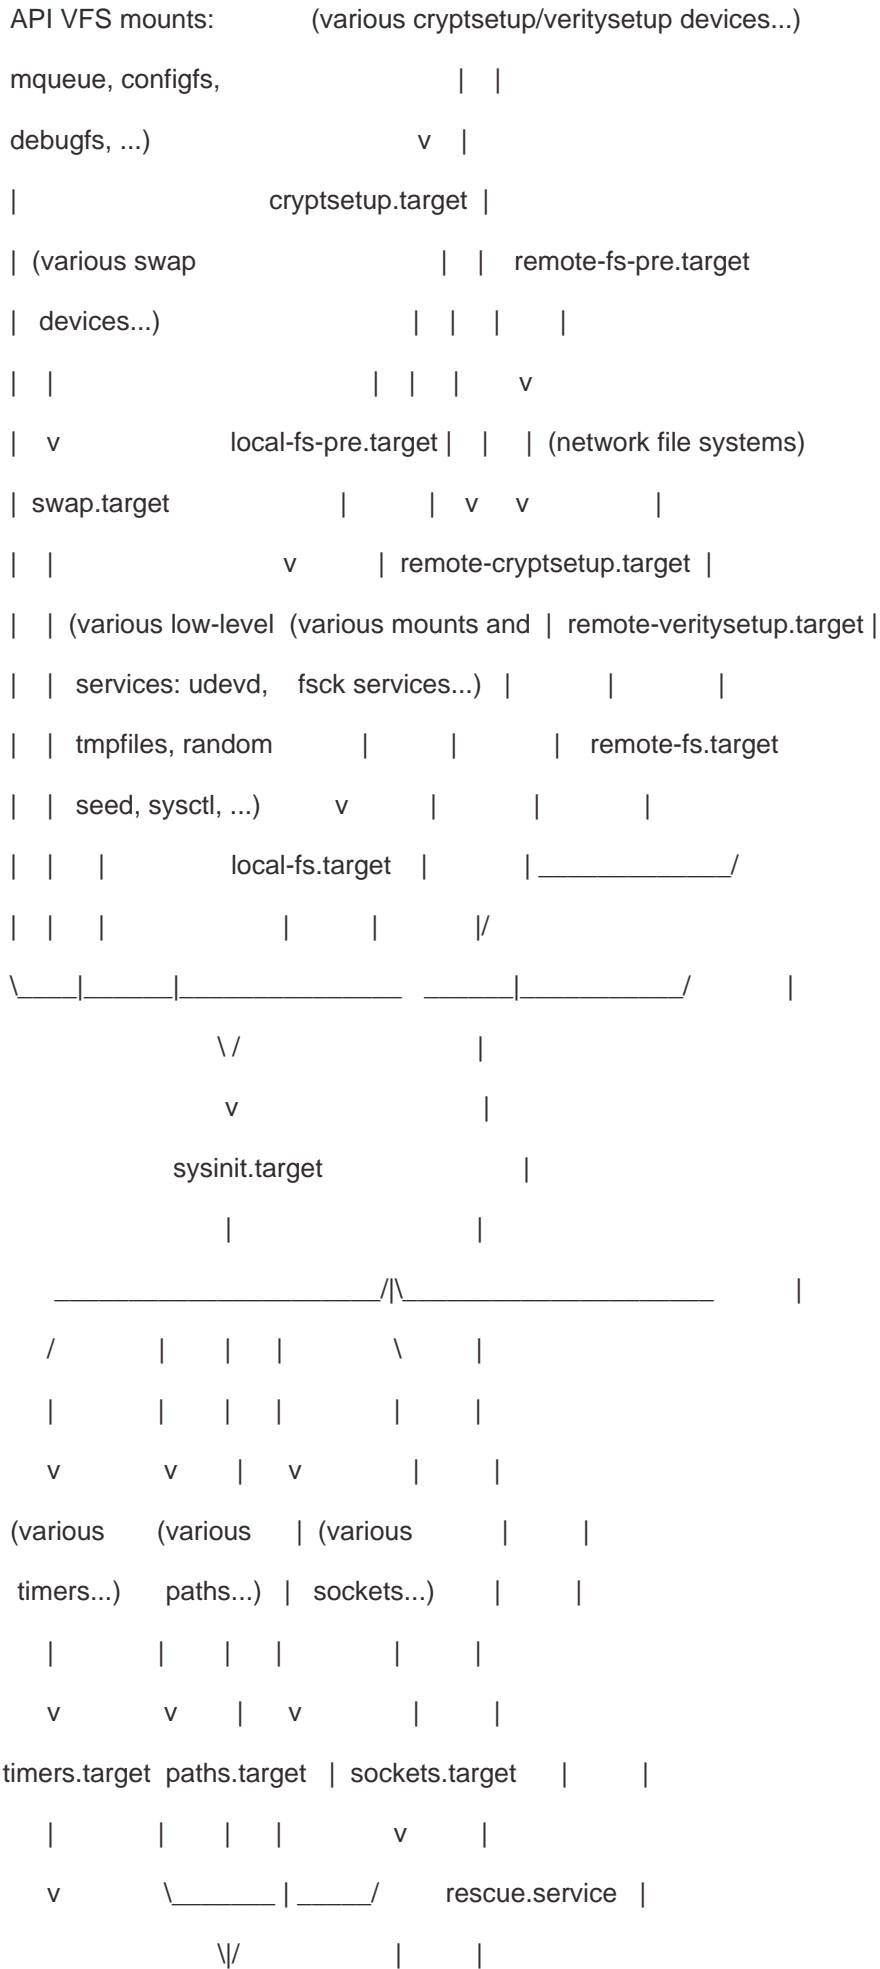 API VFS mounts: (various cryptsetup/veritysetup devices...)
mqueue, configfs, | |
debugfs, ...) v |
| cryptsetup.target |
| (various swap | | remote-fs-pre.target
| devices...) | | | |
| | | | | v
| v local-fs-pre.target | | | (network file systems)
| swap.target | | v v |
| | v | remote-cryptsetup.target |
| | (various low-level (various mounts and | remote-veritysetup.target |
| | services: udevd, fsck services...) | | |
| | tmpfiles, random | | | remote-fs.target
| | seed, sysctl, ...) v | | |
| | | local-fs.target | | _____________/
| | | | | |/
\____|______|_______________ ______|___________/ |
\ / |
v |
sysinit.target |
| |
______________________/|\_____________________ |
/ | | | \ |
| | | | | |
v v | v | |
(various (various | (various | |
timers...) paths...) | sockets...) | |
| | | | | |
v v | v | |
timers.target paths.target | sockets.target | |
| | | | v |
v \_______ | _____/ rescue.service |
\|/ | |